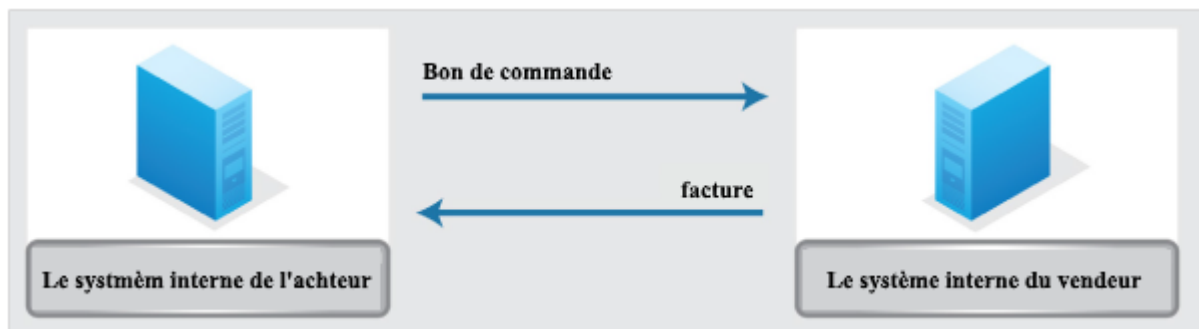 Bon de commande
facture
Le systmèm interne de l'achteur
Le système interne du vendeur